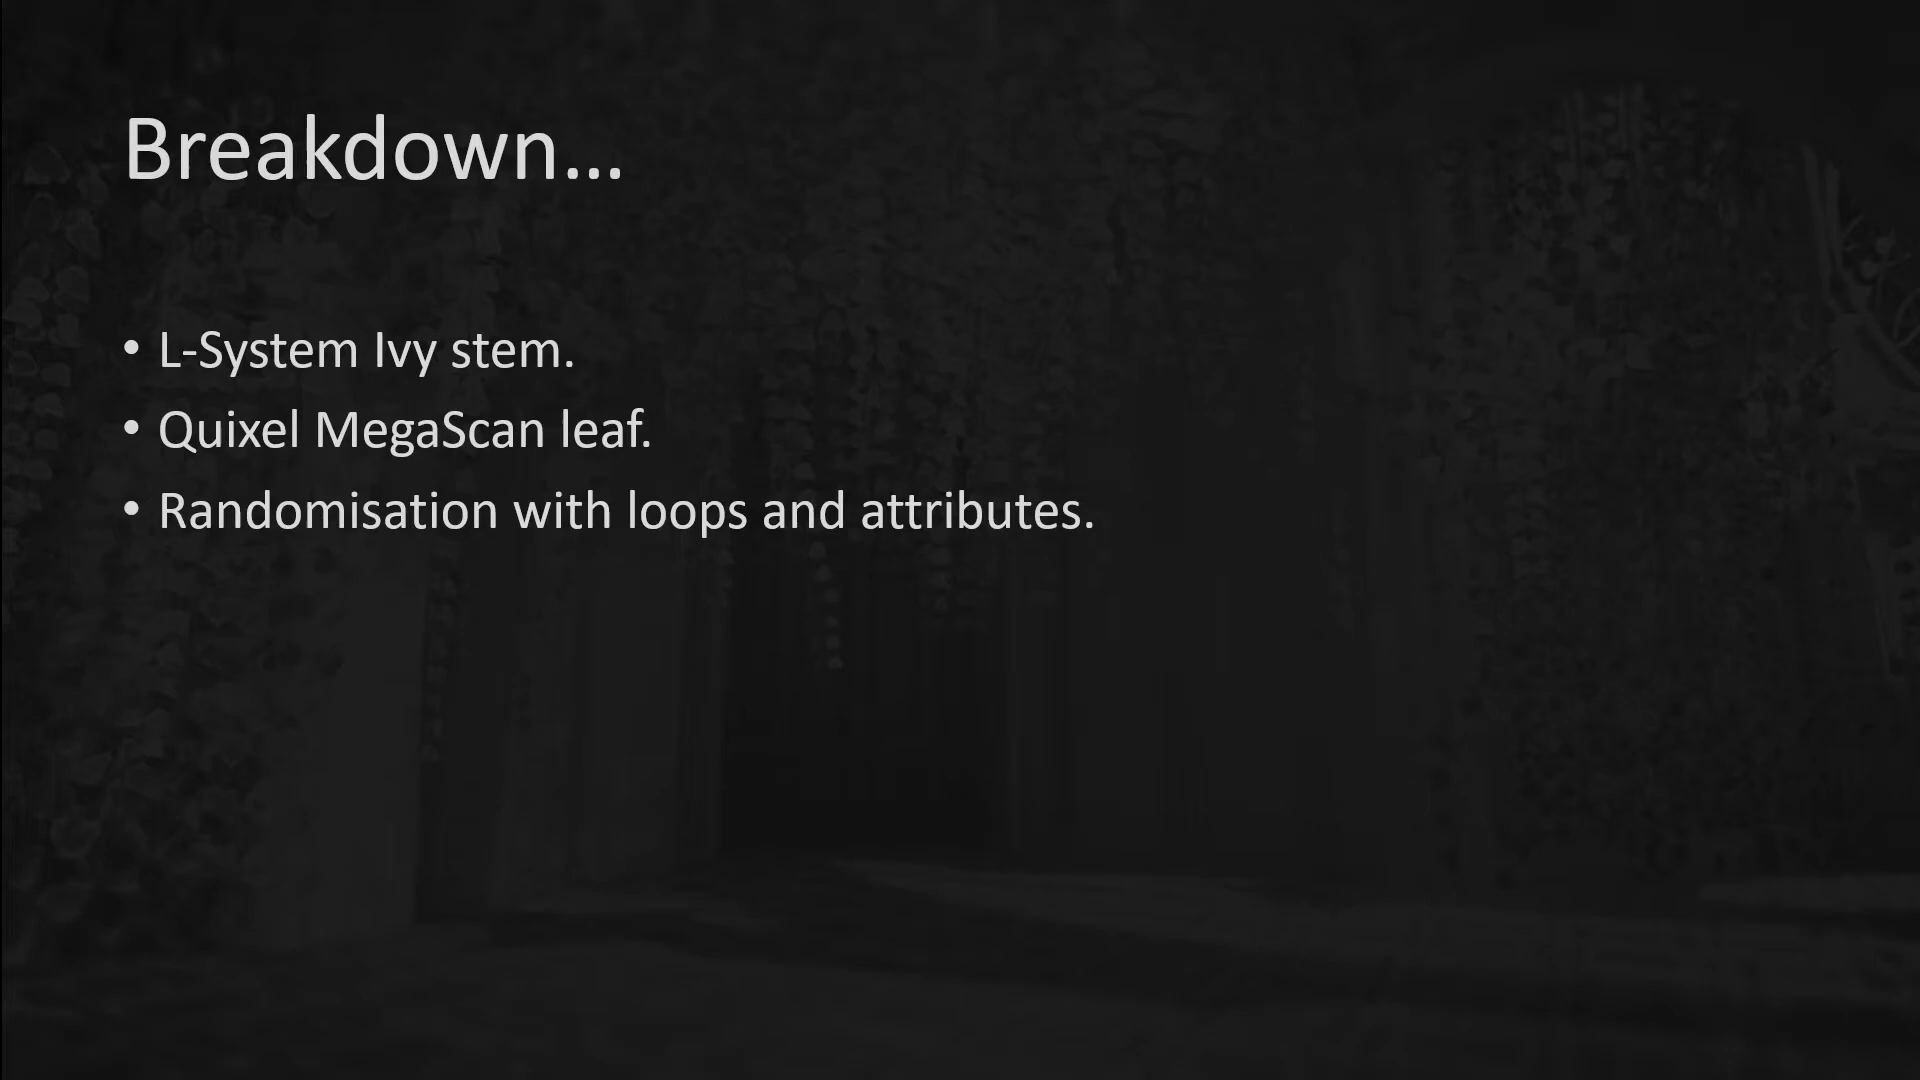 Breakdown...
• L-System Ivy stem.
• Quixel MegaScan leaf.
• Randomisation with loops and attributes.